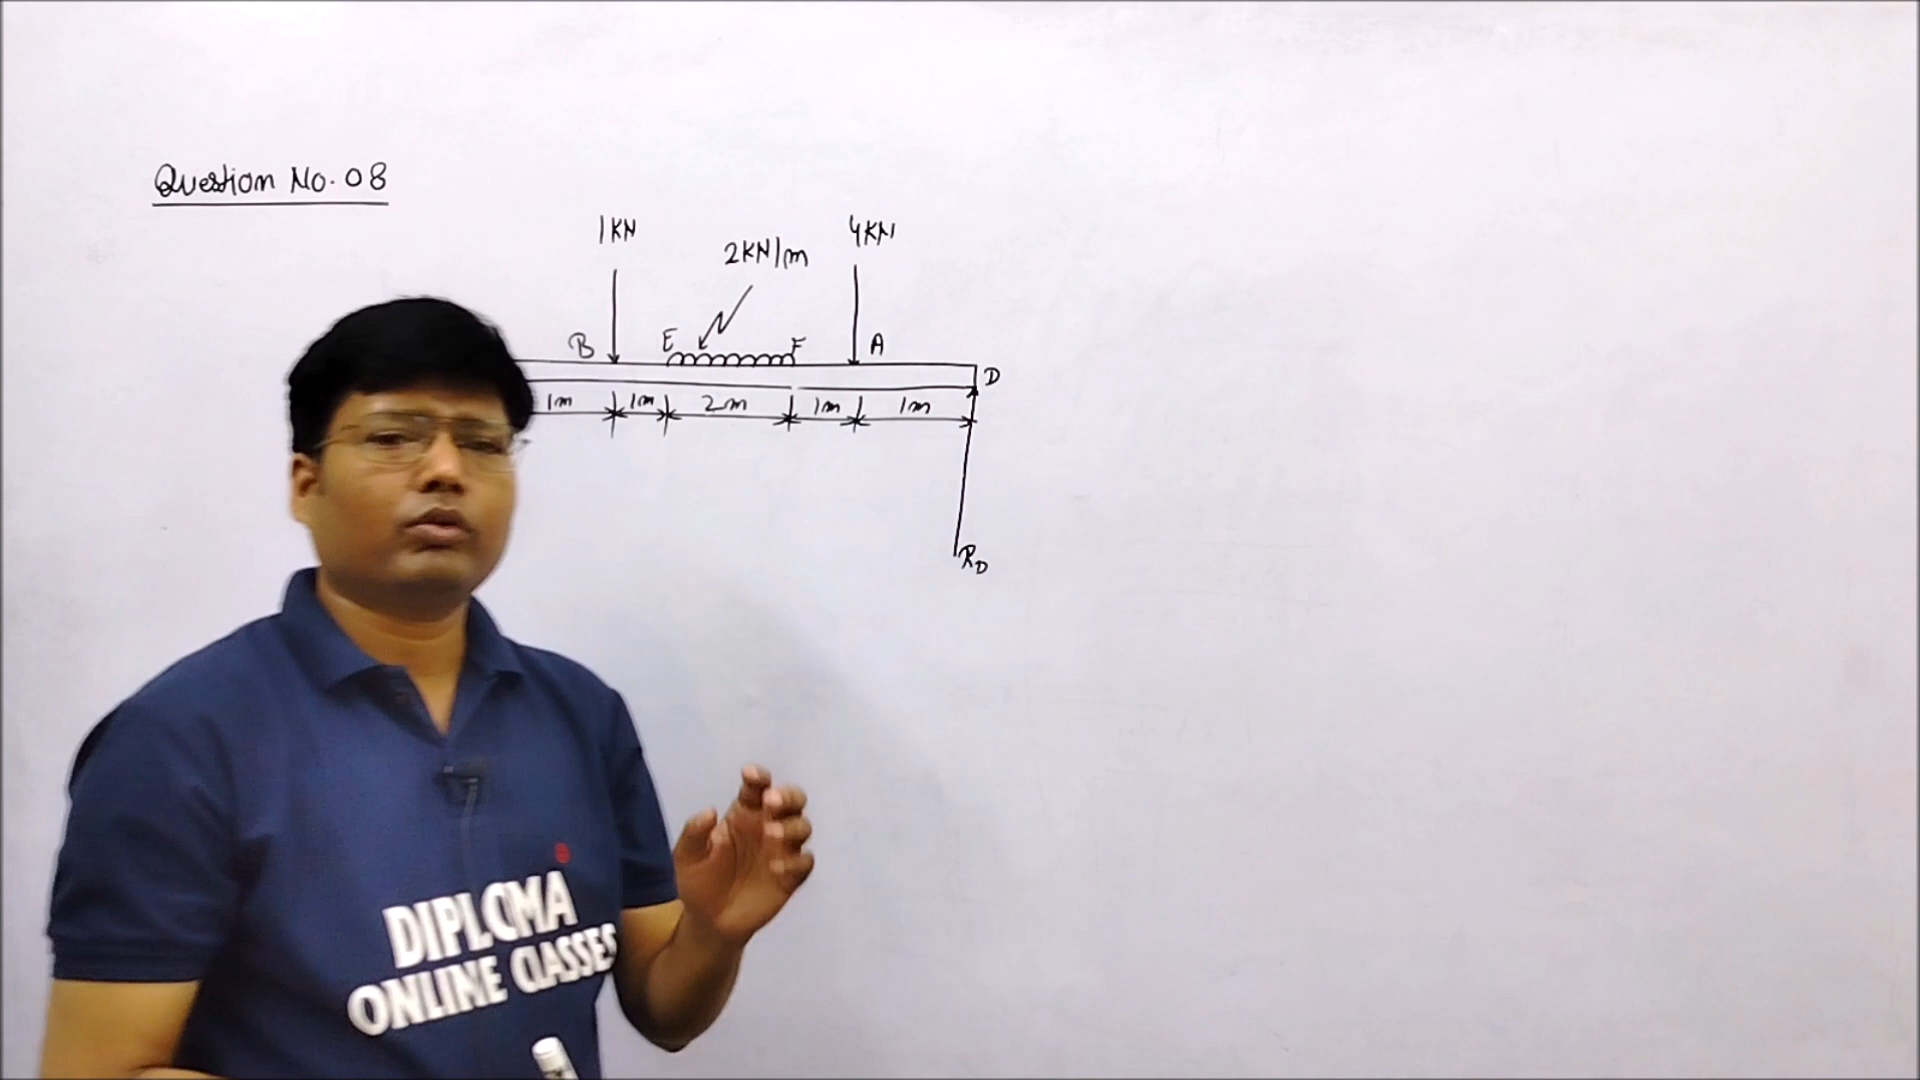 Question No. 08
1KN
2KN/m
4KN
B
E
F
A
D
1m
1m
2m
1m
1m
RD
DIPLOMA
ONLINE CLASSES